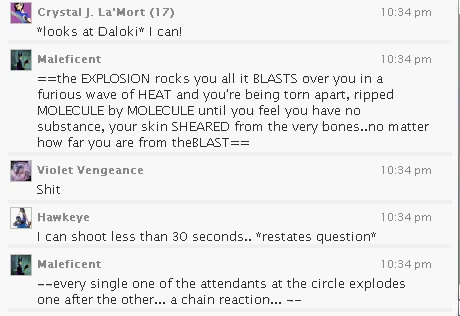 Crystal J. La'Mort (17) 10:34 pm
*looks at Daloki* I can!
Maleficent 10:34 pm
==the EXPLOSION rocks you all it BLASTS over you in a
furious wave of HEAT and you're being torn apart, ripped
MOLECULE by MOLECULE until you feel you have no
substance, your skin SHEARED from the very bones..no matter
how far you are from theBLAST==
Violet Vengeance 10:34 pm
Shit
Hawkeye 10:34 pm
I can shoot less than 30 seconds.. *restates question*
Maleficent 10:34 pm
--every single one of the attendants at the circle explodes
one after the other... a chain reaction... --